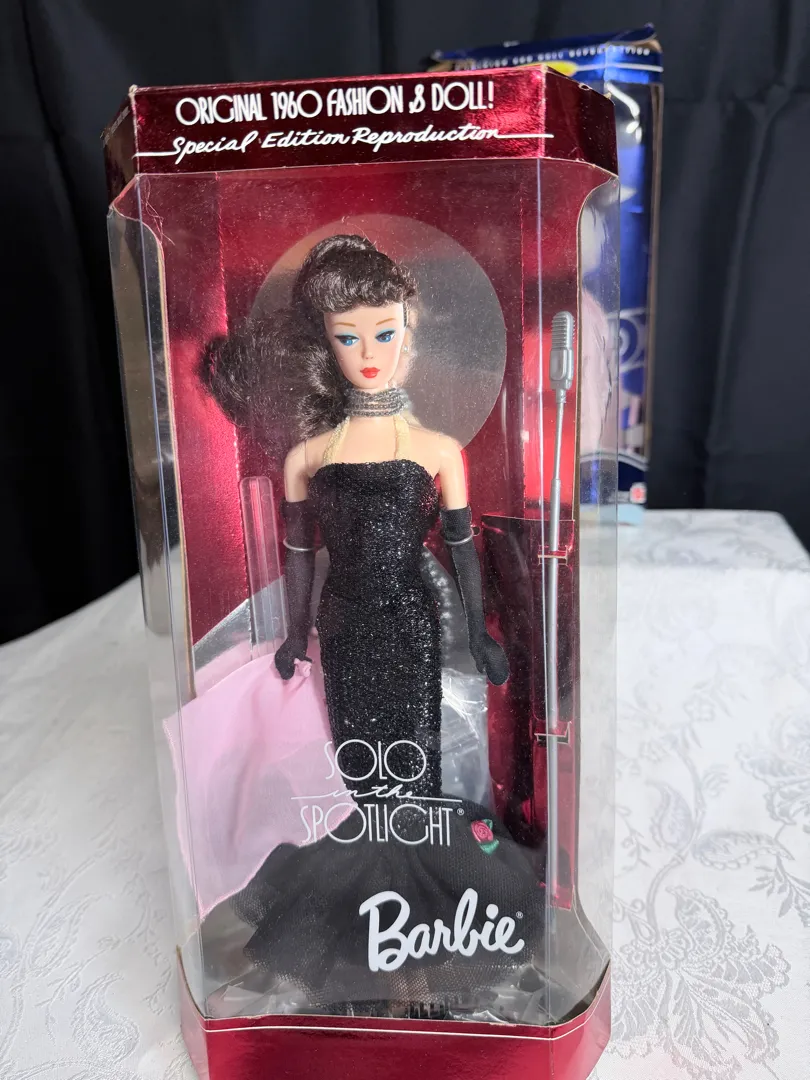 ORIGINAL 1960 FASHION & DOLL!
Special Edition Reproduction
SOLO
in the
SPOTLIGHT®
Barbie®